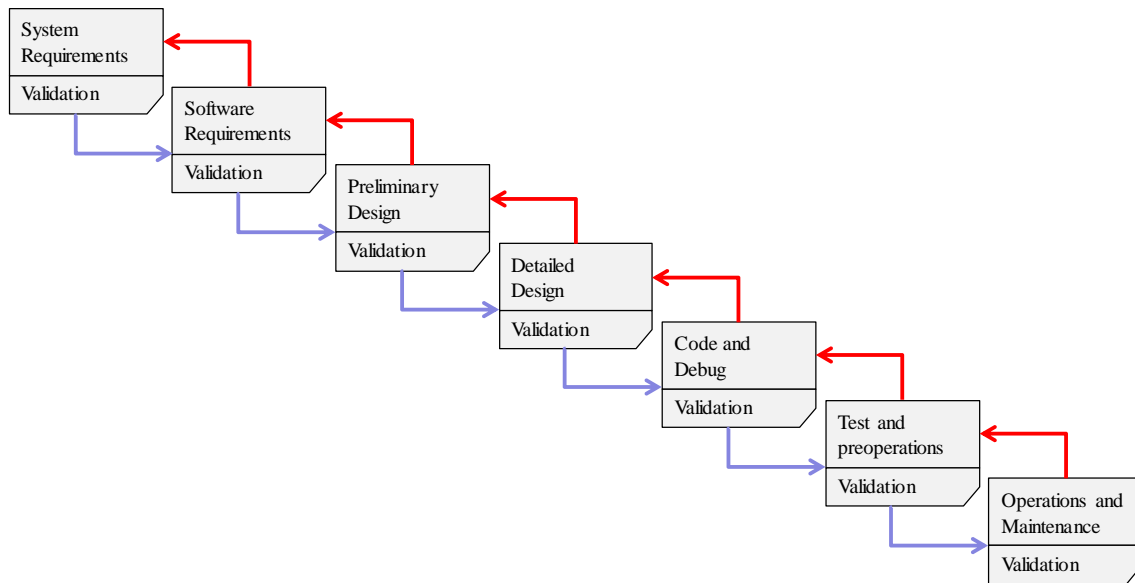 System
Requirements
Validation
Software
Requirements
Validation
Preliminary
Design
Validation
Detailed
Design
Validation
Code and
Debug
Validation
Test and
preoperations
Validation
Operations and
Maintenance
Validation